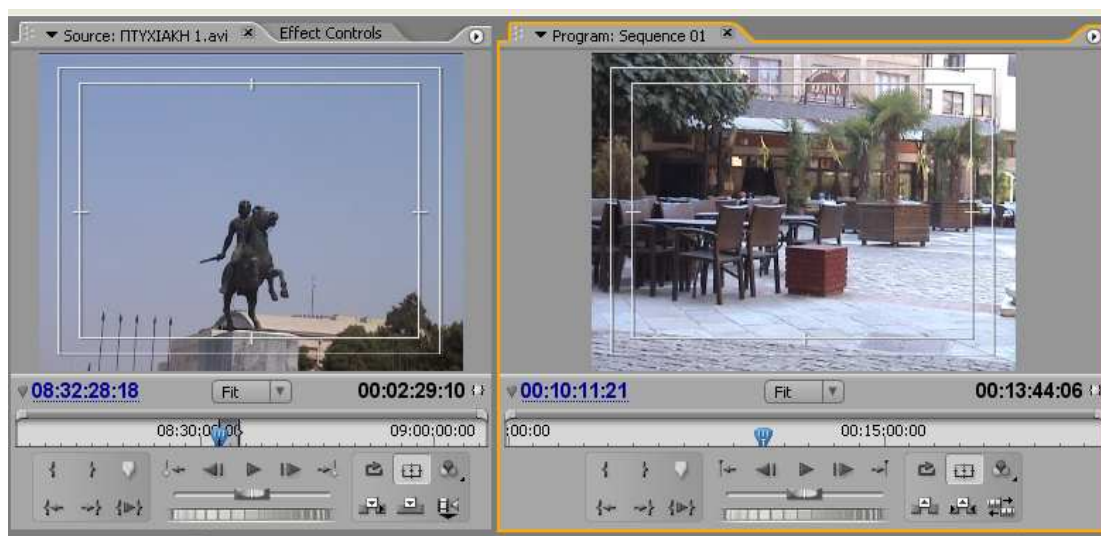 Source: ΠΤΥΧΙΑΚΗ 1.avi
Effect Controls
Program: Sequence 01
08:32:28:18
Fit
00:02:29:10
00:10:11:21
Fit
00:13:44:06
08:30:00:00
09:00:00:00
:00:00
00:15:00:00